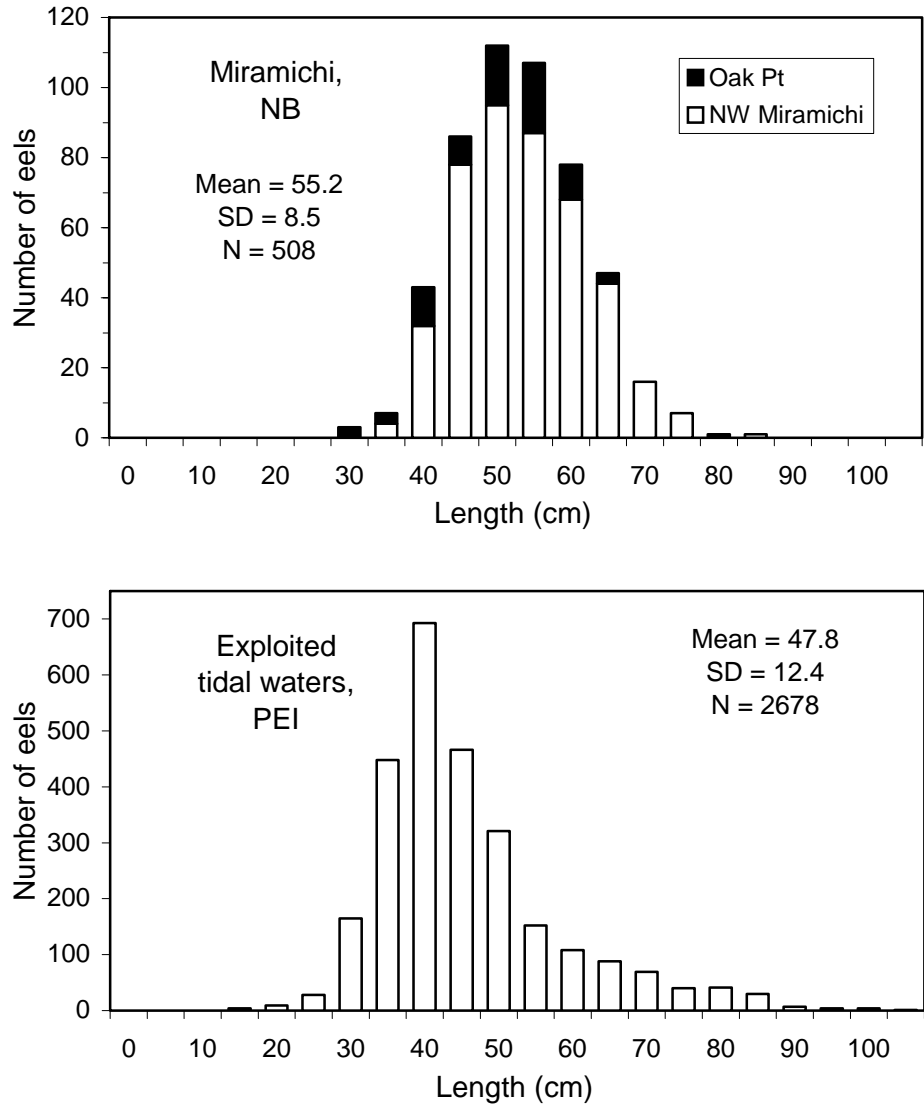 120
100
80
60
40
20
0
Number of eels
Miramichi,
NB
Mean = 55.2
SD = 8.5
N = 508
Oak Pt
NW Miramichi
0 10 20 30 40 50 60 70 80 90 100
Length (cm)
700
600
500
400
300
200
100
0
Number of eels
Exploited
tidal waters,
PEI
Mean = 47.8
SD = 12.4
N = 2678
0 10 20 30 40 50 60 70 80 90 100
Length (cm)